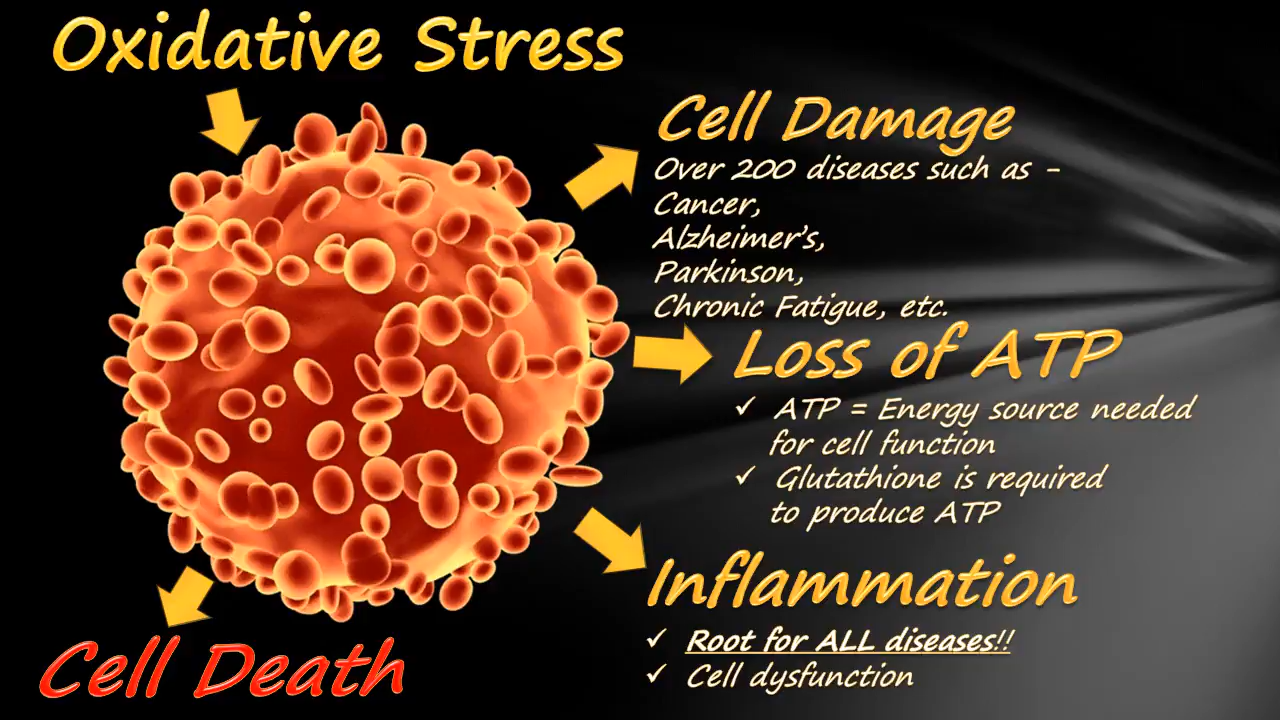 Oxidative Stress
Cell Damage
Over 200 diseases such as -
Cancer,
Alzheimer's,
Parkinson,
Chronic Fatigue, etc.
Loss of ATP
✓ ATP = Energy source needed
for cell function
✓ Glutathione is required
to produce ATP
Inflammation
✓ Root for ALL diseases!!
✓ Cell dysfunction
Cell Death